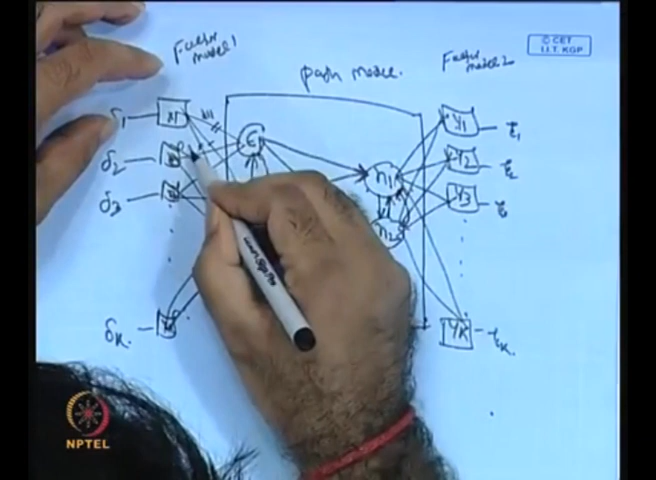 © CET
I.I.T. KGP
Factor model 1
path model.
Factor model 2
δ1
X1
λ11
ξ1
δ2
δ3
η1
η2
Y1
ε1
Y2
ε2
Y3
ε3
δK
YK
εK
NPTEL